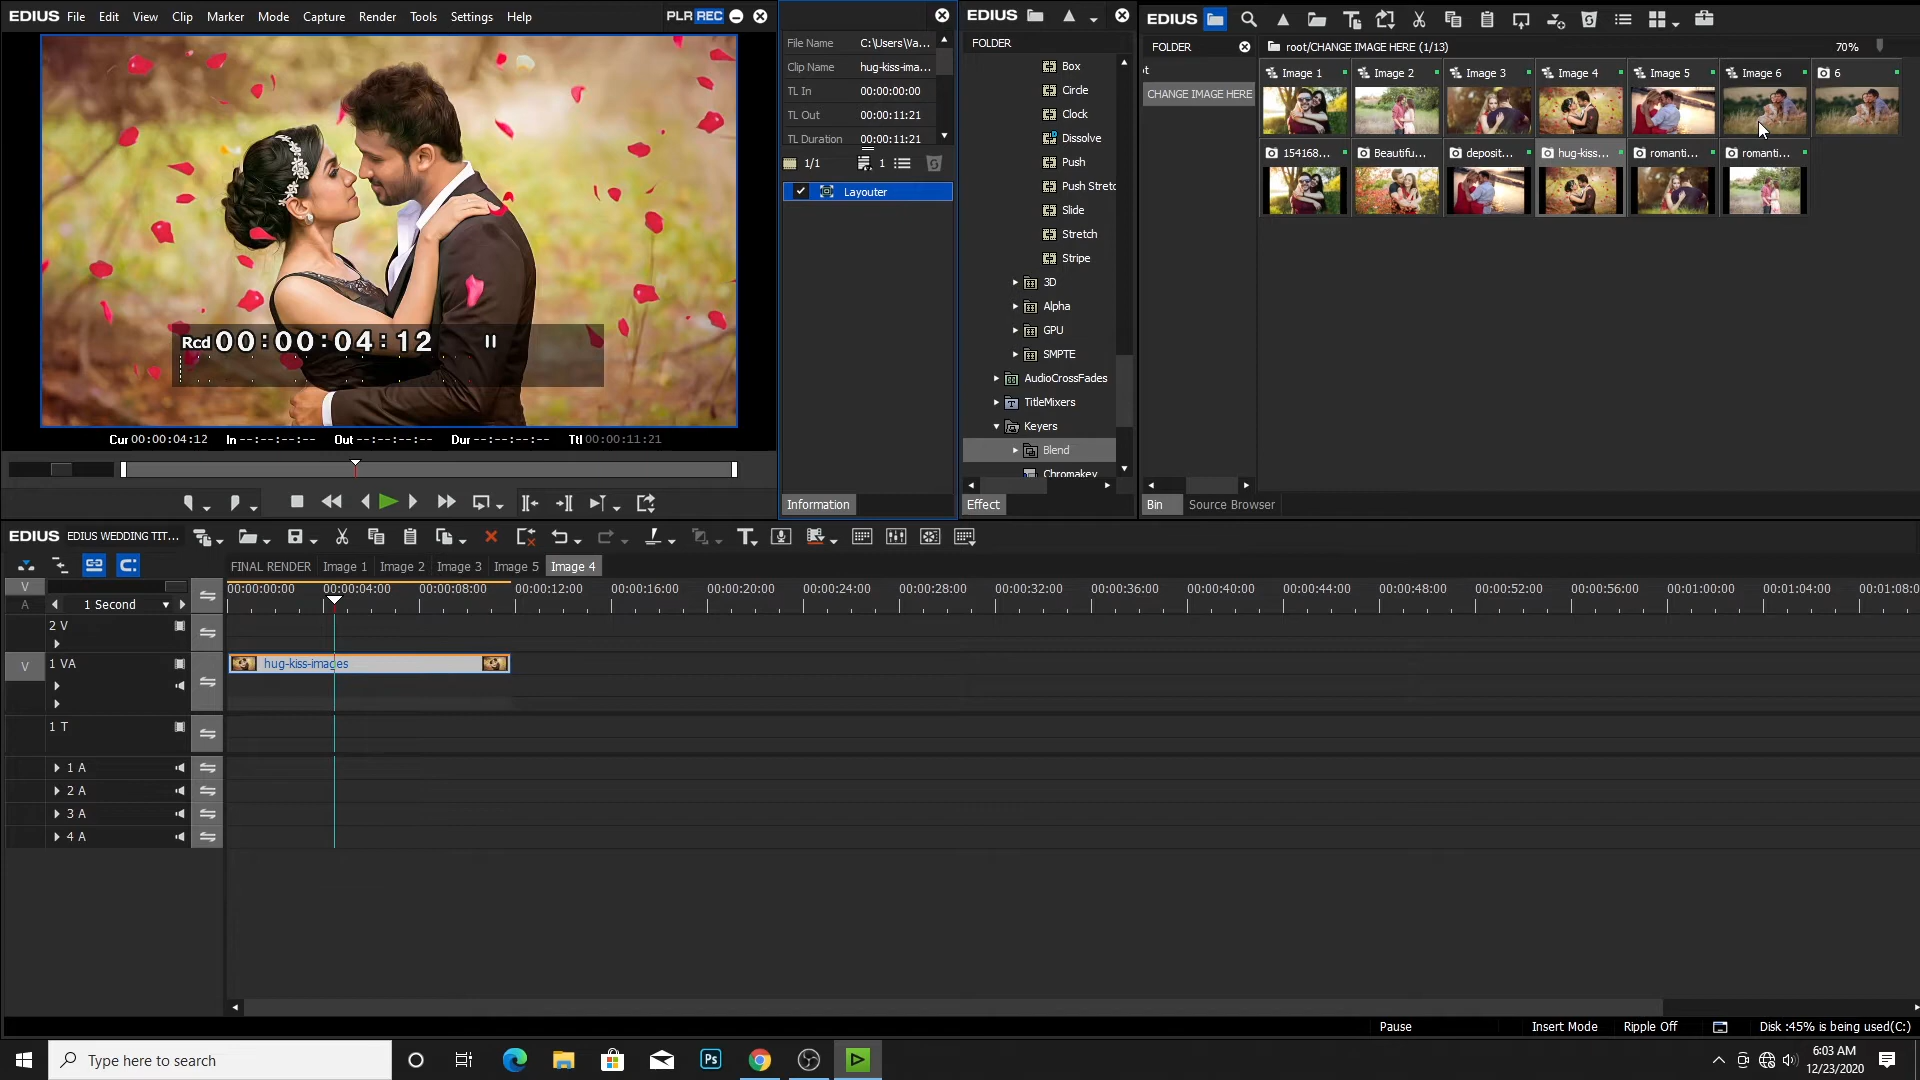 EDIUS File Edit View Clip Marker Mode Capture Render Tools Settings Help PLR REC
Rcd 00:00:04:12
Cur 00:00:04:12 In --:--:--:-- Out --:--:--:-- Dur --:--:--:-- Ttl 00:00:11:21
File Name C:\Users\Va...
Clip Name hug-kiss-ima...
TL In 00:00:00:00
TL Out 00:00:11:21
TL Duration 00:00:11:21
1/1 1
Layouter
Information
EDIUS
FOLDER
Box
Circle
Clock
Dissolve
Push
Push Stretc
Slide
Stretch
Stripe
3D
Alpha
GPU
SMPTE
AudioCrossFades
TitleMixers
Keyers
Blend
Chromakey
Effect
EDIUS
FOLDER root/CHANGE IMAGE HERE (1/13) 70%
ot
CHANGE IMAGE HERE
Image 1 Image 2 Image 3 Image 4 Image 5 Image 6 6
154168... Beautifu... deposit... hug-kiss... romanti... romanti...
Bin Source Browser
EDIUS EDIUS WEDDING TIT...
FINAL RENDER Image 1 Image 2 Image 3 Image 5 Image 4
V 00:00:00:00 00:00:04:00 00:00:08:00 00:00:12:00 00:00:16:00 00:00:20:00 00:00:24:00 00:00:28:00 00:00:32:00 00:00:36:00 00:00:40:00 00:00:44:00 00:00:48:00 00:00:52:00 00:00:56:00 00:01:00:00 00:01:04:00 00:01:08:0
A 1 Second
2 V
V 1 VA hug-kiss-images
1 T
1 A
2 A
3 A
4 A
Pause Insert Mode Ripple Off Disk :45% is being used(C:)
Type here to search Ps 6:03 AM
12/23/2020